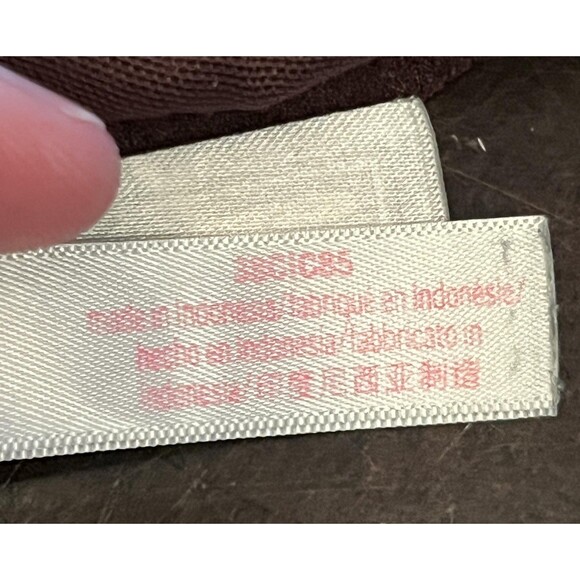 made in Indonesia/fabriqué en Indonésie/
hecho en Indonesia/fabbricato in
Indonesia/印度尼西亚制造